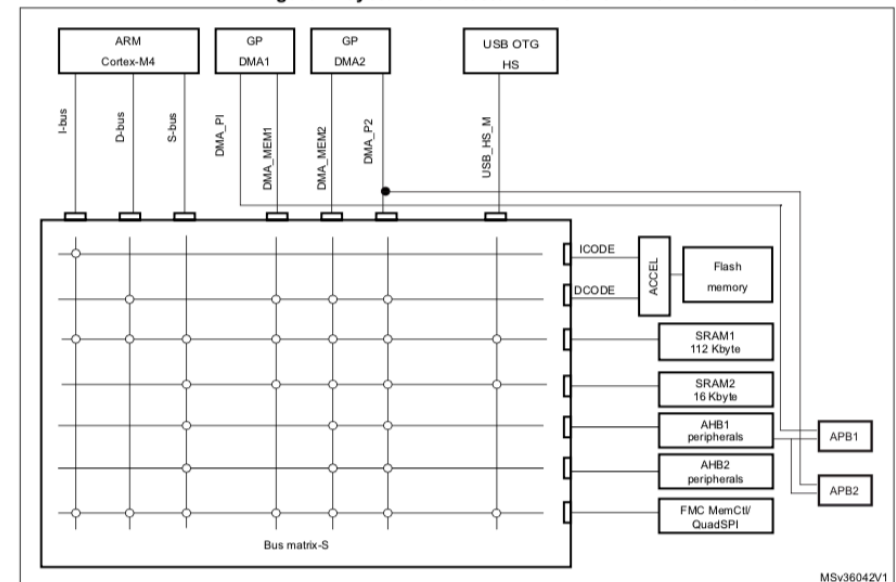 ARM
Cortex-M4
GP
DMA1
GP
DMA2
USB OTG
HS
I-bus
D-bus
S-bus
DMA_PI
DMA_MEM1
DMA_MEM2
DMA_P2
USB_HS_M
ICODE
DCODE
ACCEL
Flash
memory
SRAM1
112 Kbyte
SRAM2
16 Kbyte
AHB1
peripherals
APB1
AHB2
peripherals
APB2
FMC MemCtl/
QuadSPI
Bus matrix-S
MSv36042V1